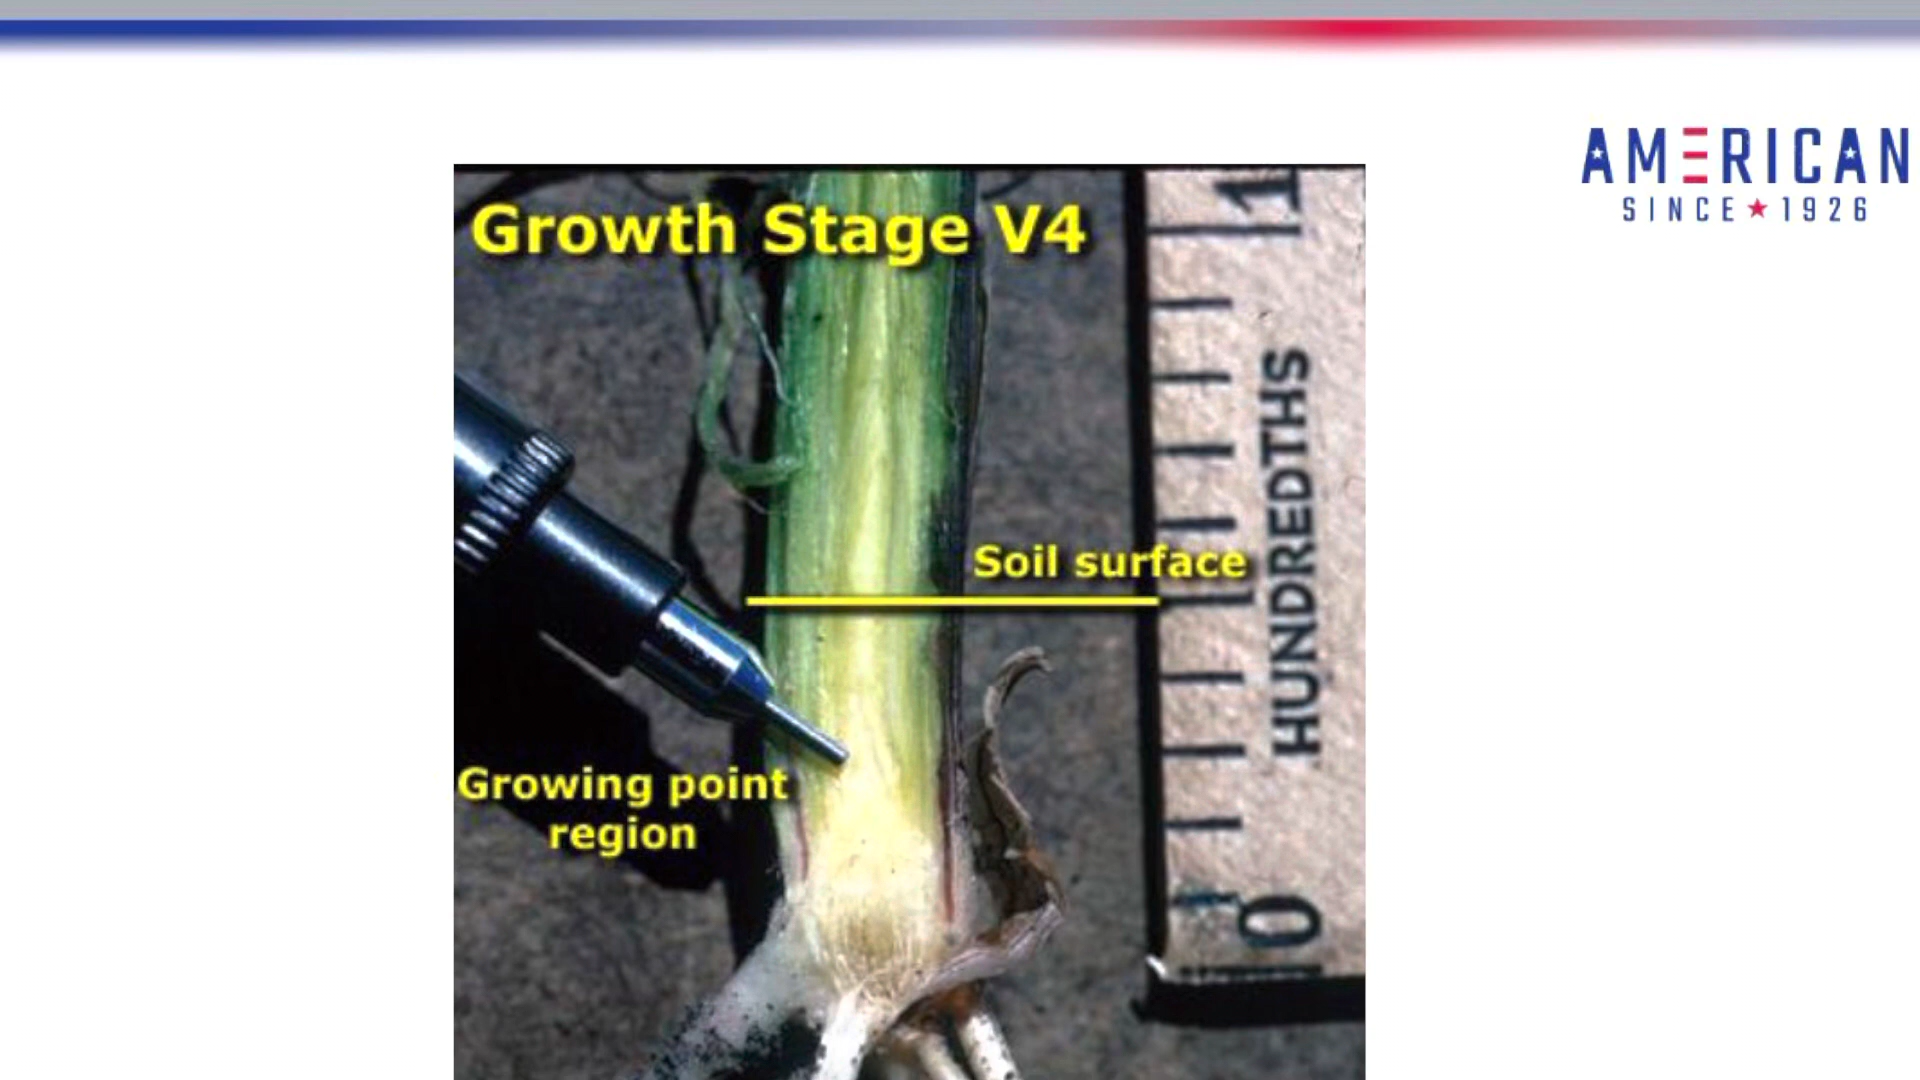 AMERICAN
SINCE★1926
Growth Stage V4
1
HUNDREDTHS
Soil surface
Growing point
region
0